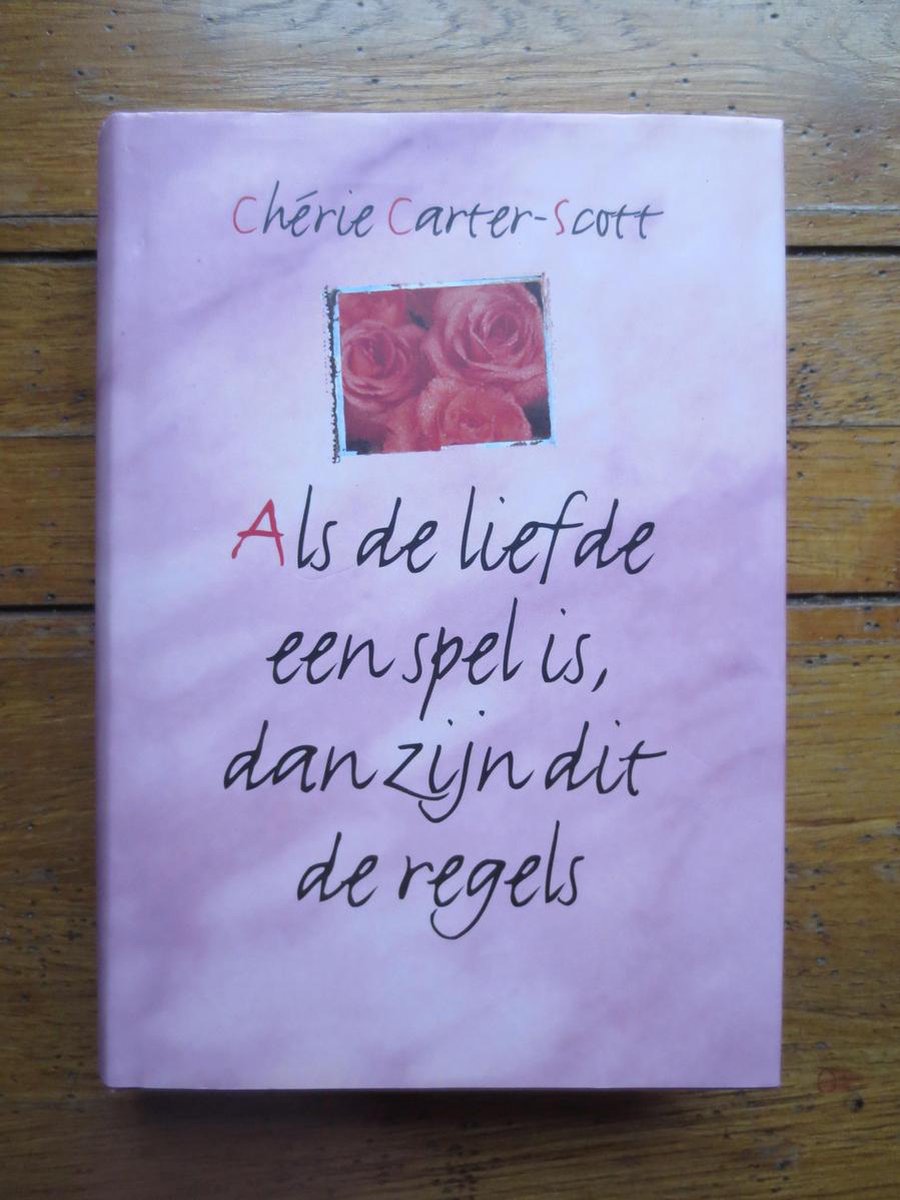 Chérie Carter-Scott
Als de liefde
een spel is,
dan zijn dit
de regels